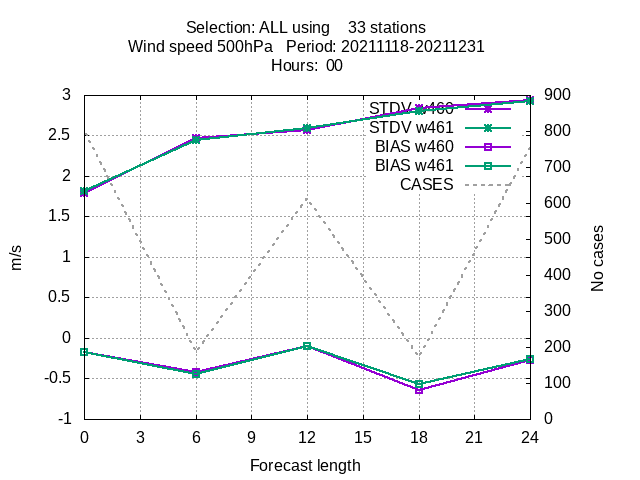 Selection: ALL using    33 stations
Wind speed 500hPa   Period: 20211118-20211231
Hours:  00
3
2.5
2
1.5
1
0.5
0
-0.5
-1
m/s
STDV w460
STDV w461
BIAS w460
BIAS w461
CASES
900
800
700
600
500
400
300
200
100
0
No cases
0 3 6 9 12 15 18 21 24
Forecast length